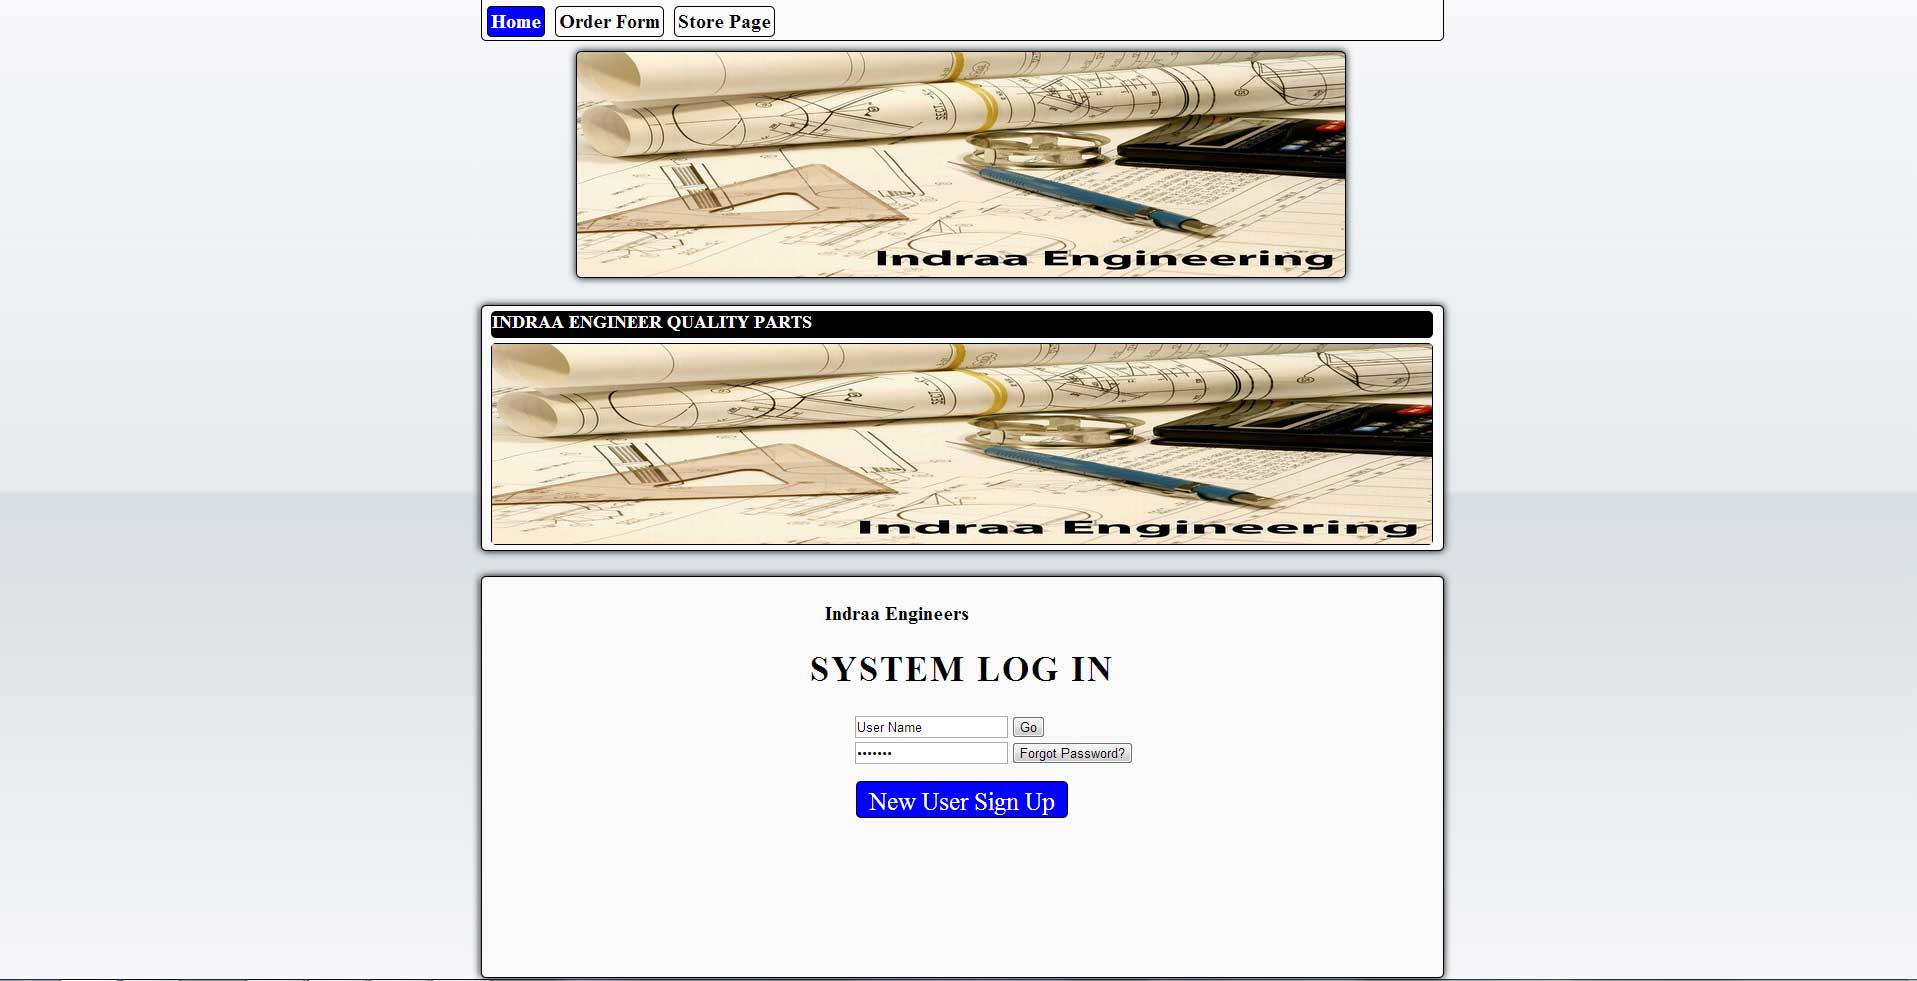 Home Order Form Store Page
Indraa Engineering
INDRAA ENGINEER QUALITY PARTS
Indraa Engineering
Indraa Engineers
SYSTEM LOG IN
User Name Go
••••••• Forgot Password?
New User Sign Up